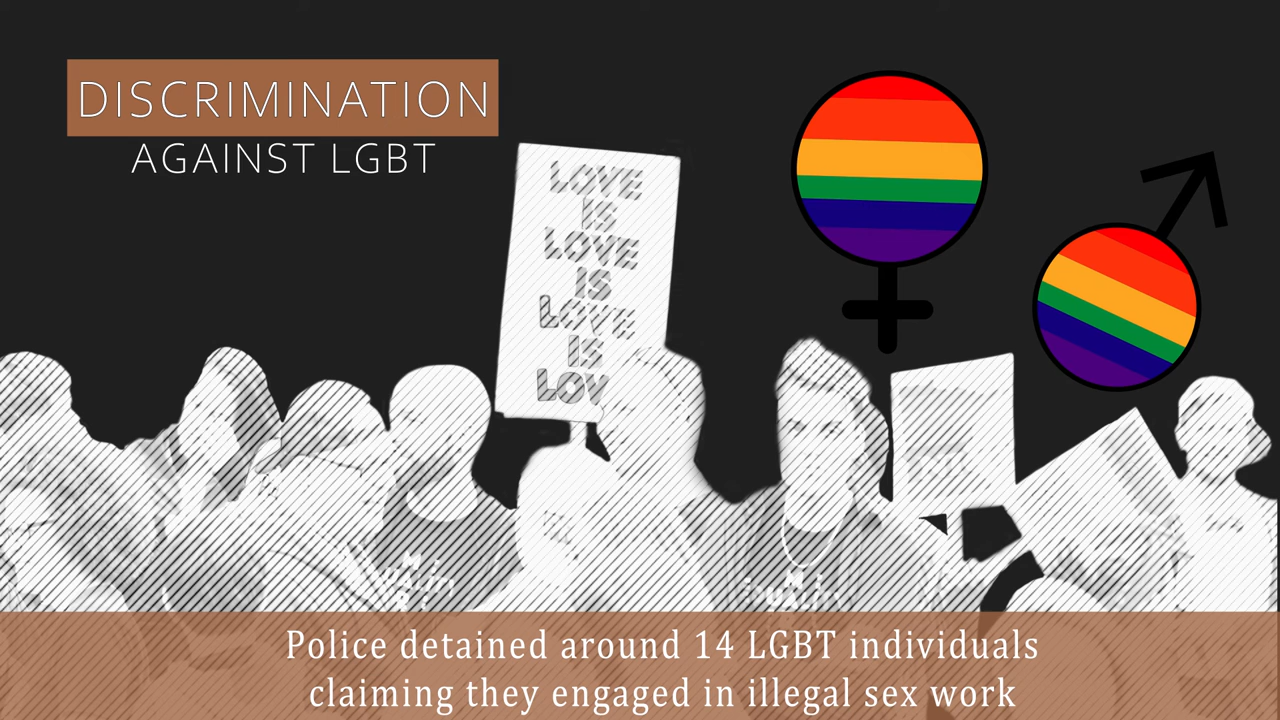 DISCRIMINATION
AGAINST LGBT
LOVE
IS
LOVE
IS
LOVE
IS
LOV
Police detained around 14 LGBT individuals
claiming they engaged in illegal sex work